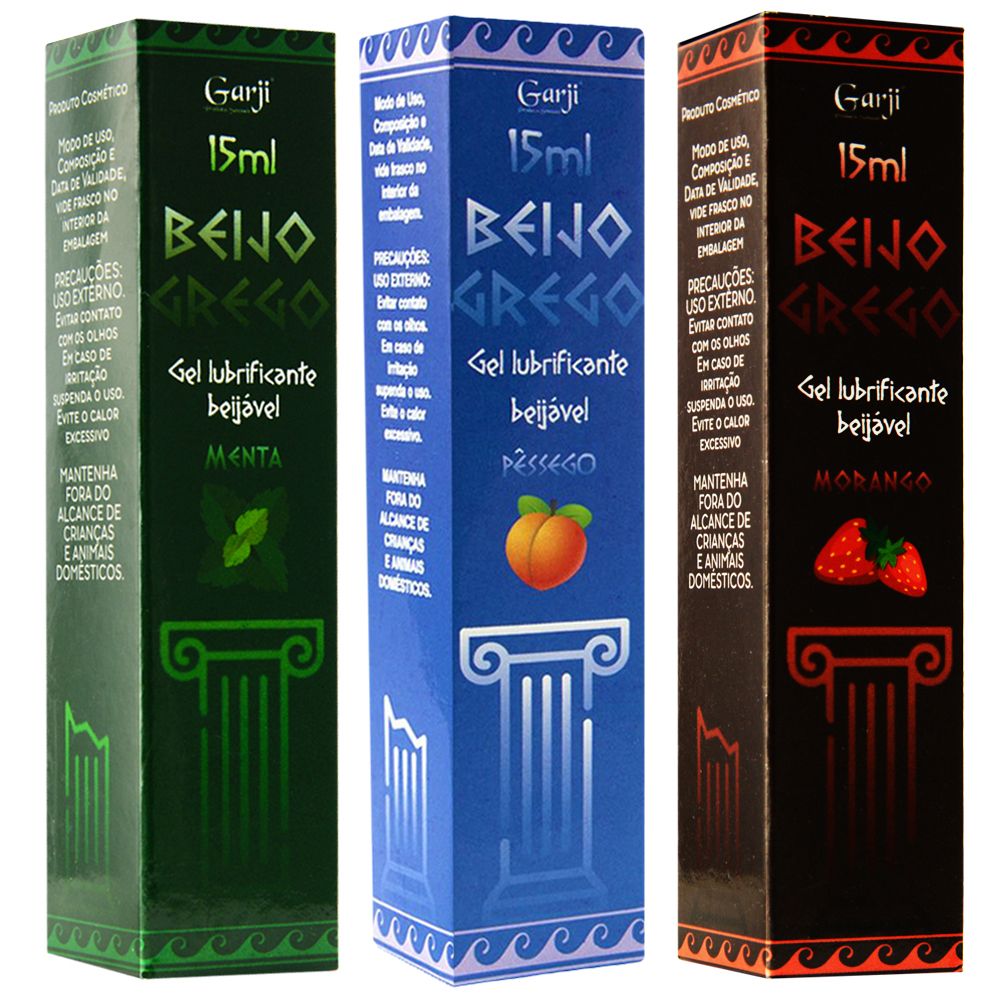 Produto Cosmético
Modo de uso,
Composição e
Data de Validade,
vide frasco no
interior da
embalagem
PRECAUÇÕES:
USO EXTERNO.
Evitar contato
com os olhos
Em caso de
irritação
suspenda o uso.
Evite o calor
excessivo
MANTENHA
FORA DO
ALCANCE DE
CRIANÇAS
E ANIMAIS
DOMÉSTICOS.
Garji
15ml
BEIJO
GREGO
Gel lubrificante
beijável
MENTA
Modo de Uso,
Composição e
Data de Validade,
vide frasco no
interior da
embalagem.
PRECAUÇÕES:
USO EXTERNO:
Evitar contato
com os olhos.
Em caso de
irritação
suspenda o uso.
Evite o calor
excessivo.
MANTENHA
FORA DO
ALCANCE DE
CRIANÇAS
E ANIMAIS
DOMÉSTICOS.
Garji
15ml
BEIJO
GREGO
Gel lubrificante
beijável
PÊSSEGO
Produto Cosmético
Modo de uso,
Composição e
Data de Validade,
vide frasco no
interior da
embalagem
PRECAUÇÕES:
USO EXTERNO.
Evitar contato
com os olhos
Em caso de
irritação
suspenda o uso.
Evite o calor
excessivo
MANTENHA
FORA DO
ALCANCE DE
CRIANÇAS
E ANIMAIS
DOMÉSTICOS.
Garji
15ml
BEIJO
GREGO
Gel lubrificante
beijável
MORANGO